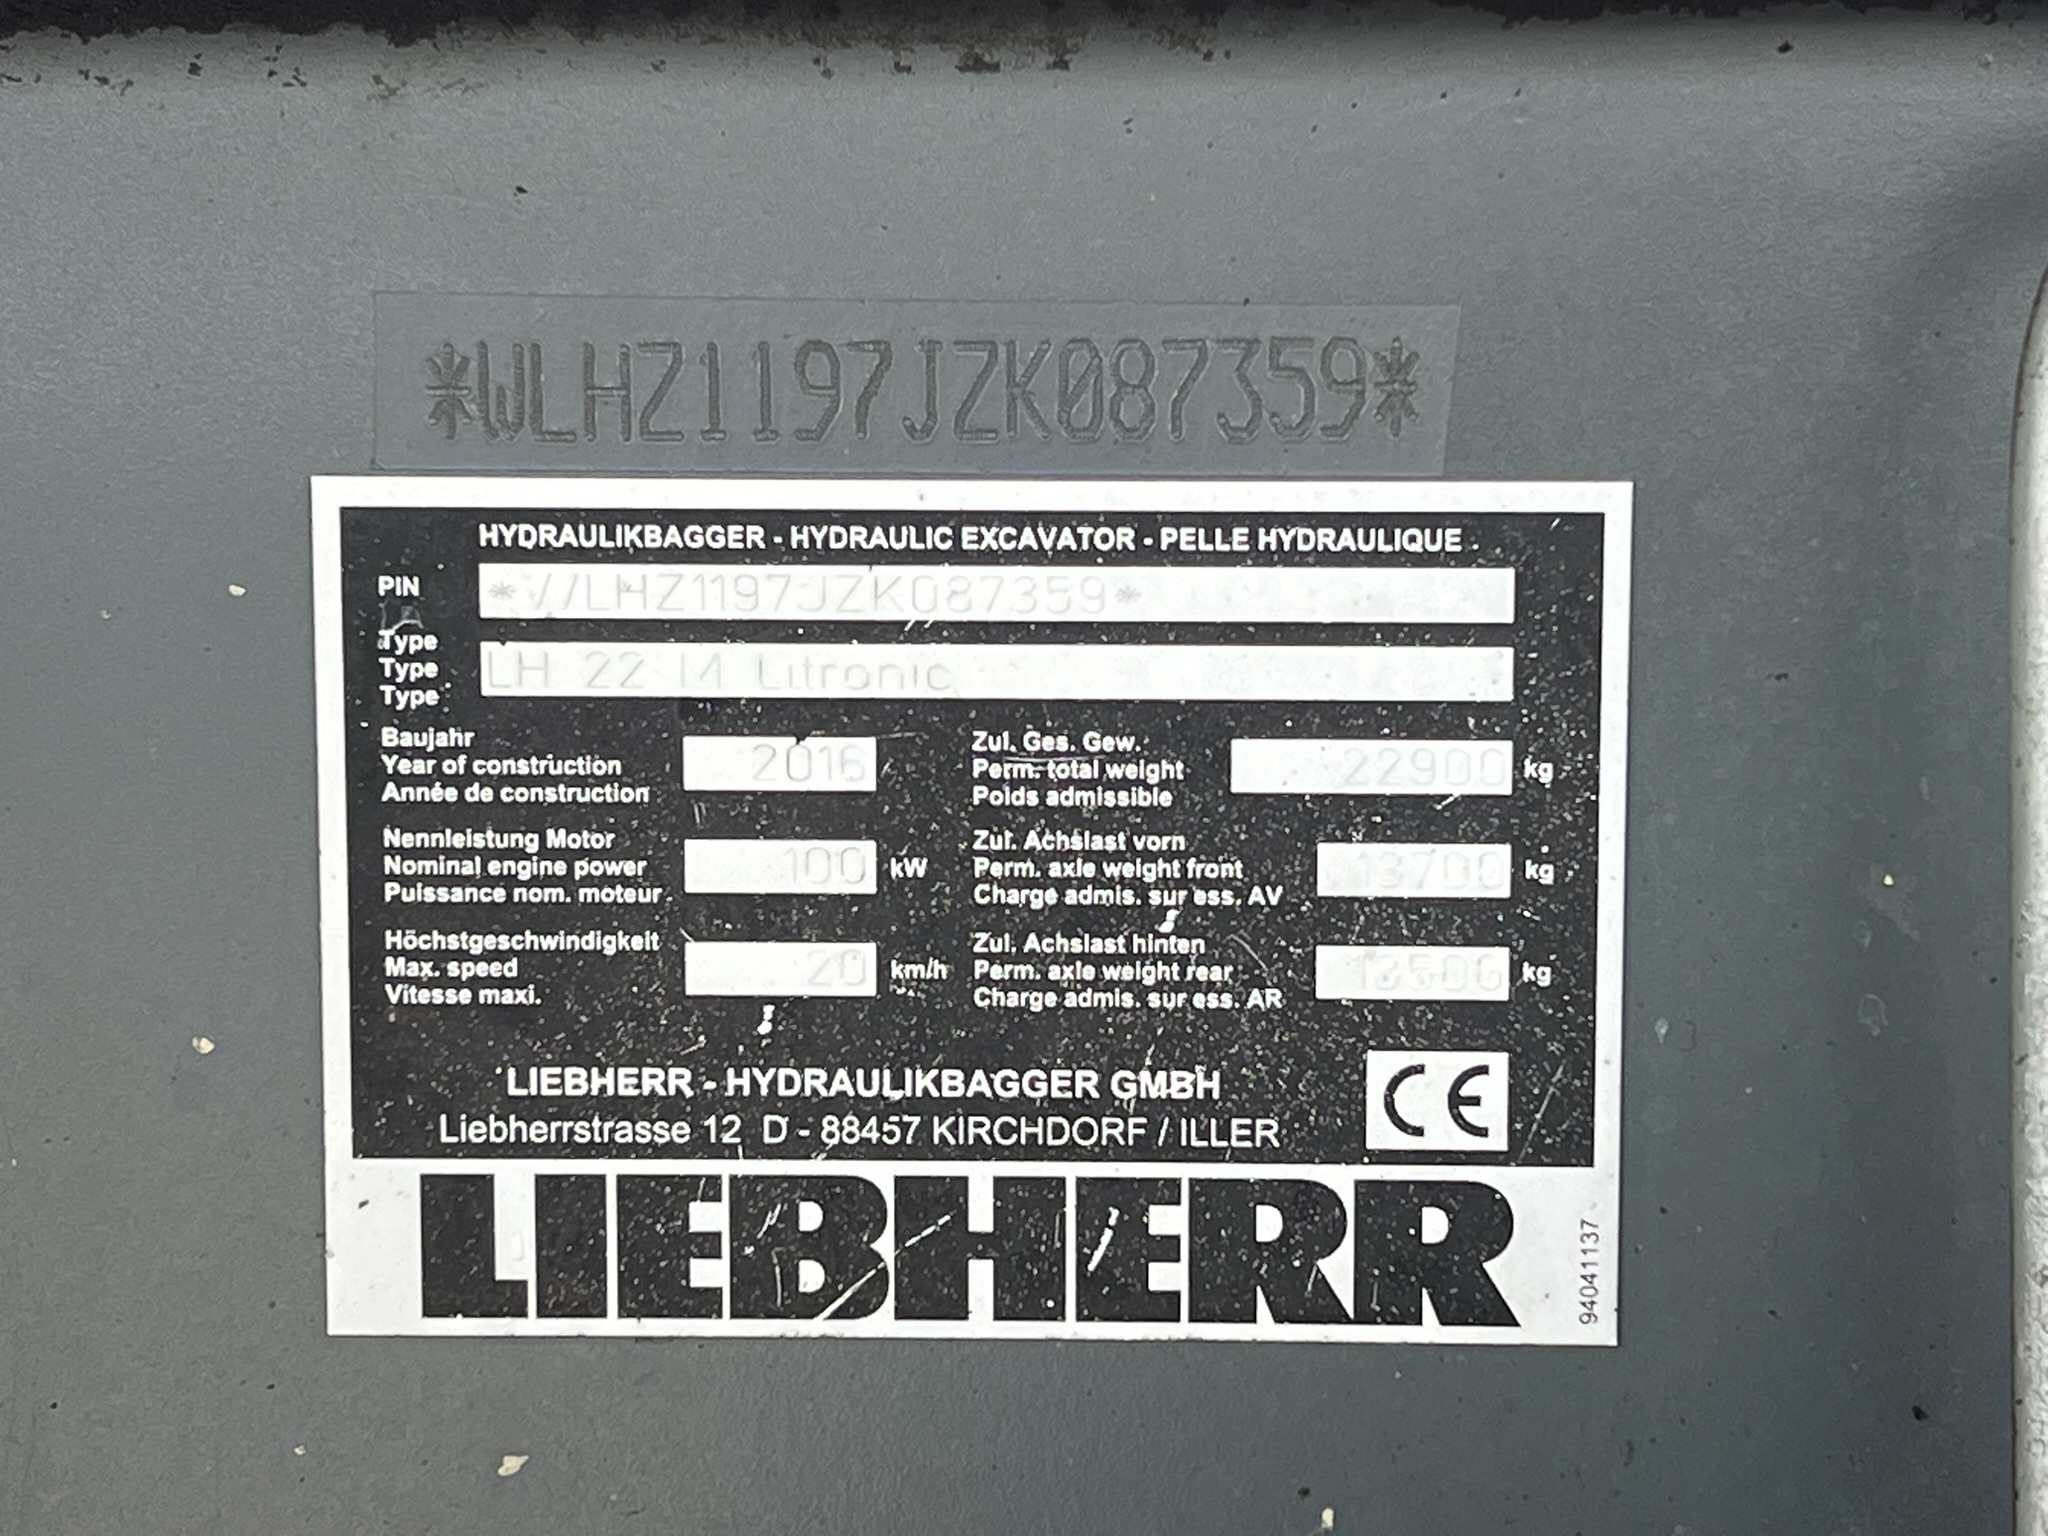 *WLHZ1197JZK087359*
HYDRAULIKBAGGER - HYDRAULIC EXCAVATOR - PELLE HYDRAULIQUE
PIN *WLHZ1197JZK087359*
Type
Type LH 22 M Litronic
Type
Baujahr
Year of construction 2016
Année de construction
Zul. Ges. Gew.
Perm. total weight 22900 kg
Poids admissible
Nennleistung Motor
Nominal engine power 100 kW
Puissance nom. moteur
Zul. Achslast vorn
Perm. axle weight front 13700 kg
Charge admis. sur ess. AV
Höchstgeschwindigkeit
Max. speed 20 km/h
Vitesse maxi.
Zul. Achslast hinten
Perm. axle weight rear 13500 kg
Charge admis. sur ess. AR
LIEBHERR - HYDRAULIKBAGGER GMBH
Liebherrstrasse 12 D - 88457 KIRCHDORF / ILLER
CE
LIEBHERR
94041137